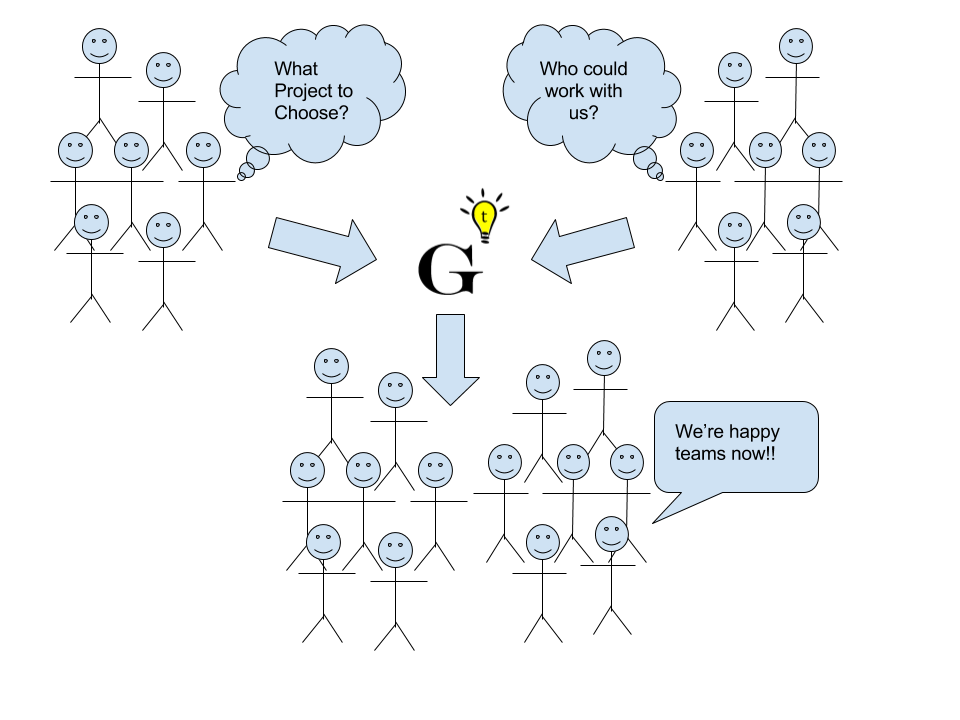 What
Project to
Choose?
Who could
work with
us?
t
G
We're happy
teams now!!